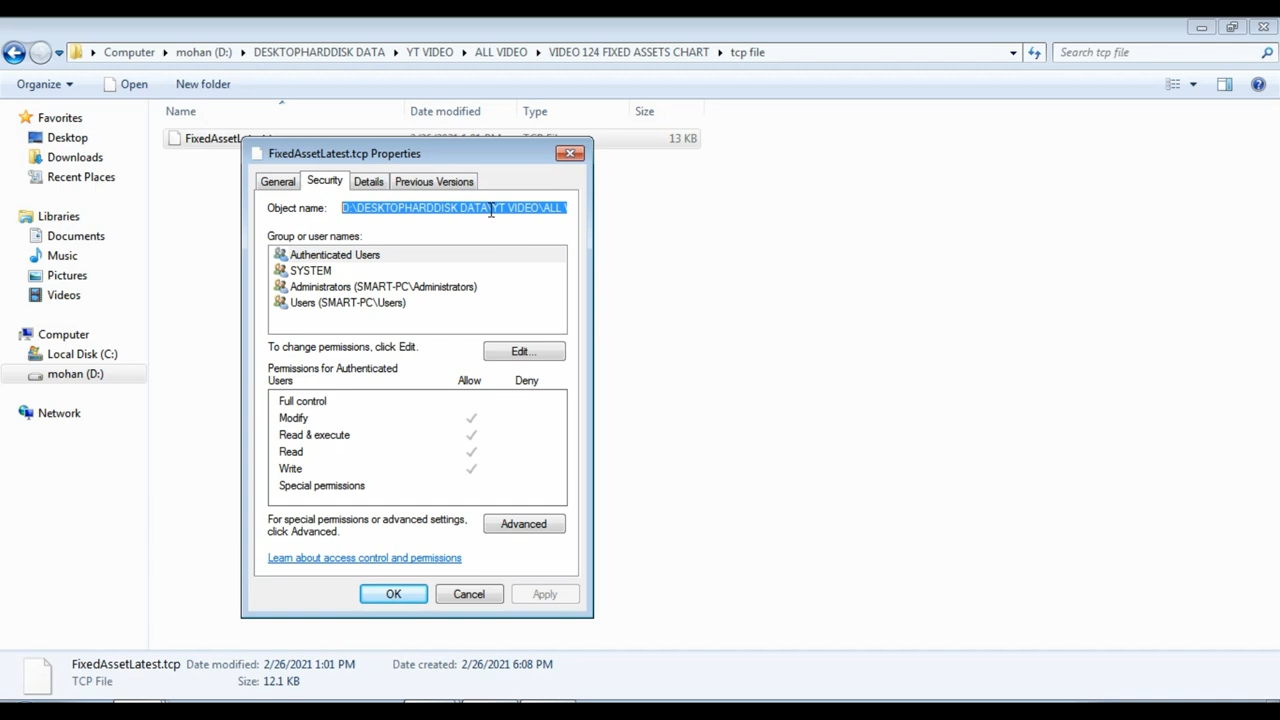 Computer mohan (D:) DESKTOPHARDDISK DATA YT VIDEO ALL VIDEO VIDEO 124 FIXED ASSETS CHART tcp file Search tcp file
Organize Open New folder
Name Date modified Type Size
13 KB
Favorites
Desktop
Downloads
Recent Places
Libraries
Documents
Music
Pictures
Videos
Computer
Local Disk (C:)
mohan (D:)
Network
FixedAssetLatest.tcp Properties
General Security Details Previous Versions
Object name: D:\DESKTOPHARDDISK DATA\YT VIDEO\ALL
Group or user names:
Authenticated Users
SYSTEM
Administrators (SMART-PC\Administrators)
Users (SMART-PC\Users)
To change permissions, click Edit.
Edit...
Permissions for Authenticated
Users Allow Deny
Full control
Modify
Read & execute
Read
Write
Special permissions
For special permissions or advanced settings,
click Advanced.
Advanced
Learn about access control and permissions
OK Cancel Apply
FixedAssetLatest.tcp Date modified: 2/26/2021 1:01 PM Date created: 2/26/2021 6:08 PM
TCP File Size: 12.1 KB